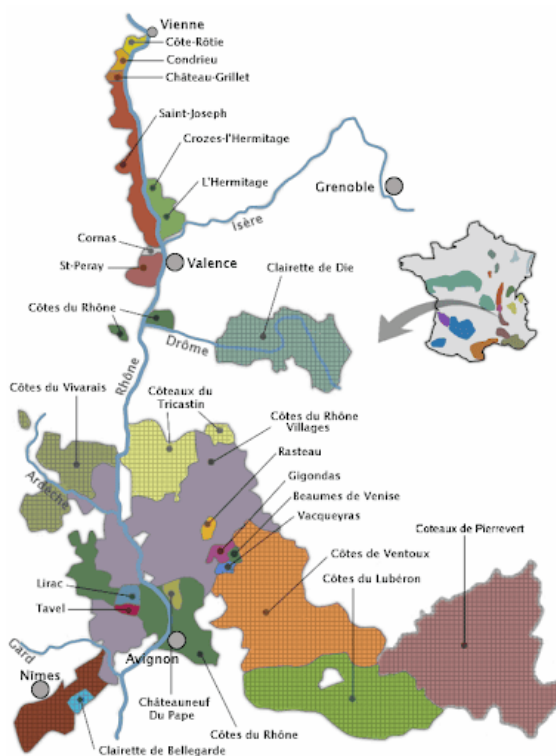 Vienne
Côte-Rôtie
Condrieu
Château-Grillet
Saint-Joseph
Crozes-l'Hermitage
L'Hermitage
Grenoble
Isère
Cornas
St-Peray
Valence
Clairette de Die
Côtes du Rhône
Drôme
Rhône
Côtes du Vivarais
Côteaux du
Tricastin
Côtes du Rhône
Villages
Rasteau
Gigondas
Beaumes de Venise
Vacqueyras
Ardèche
Coteaux de Pierrevert
Côtes de Ventoux
Côtes du Lubéron
Lirac
Tavel
Gard
Avignon
Nîmes
Châteauneuf
Du Pape
Côtes du Rhône
Clairette de Bellegarde